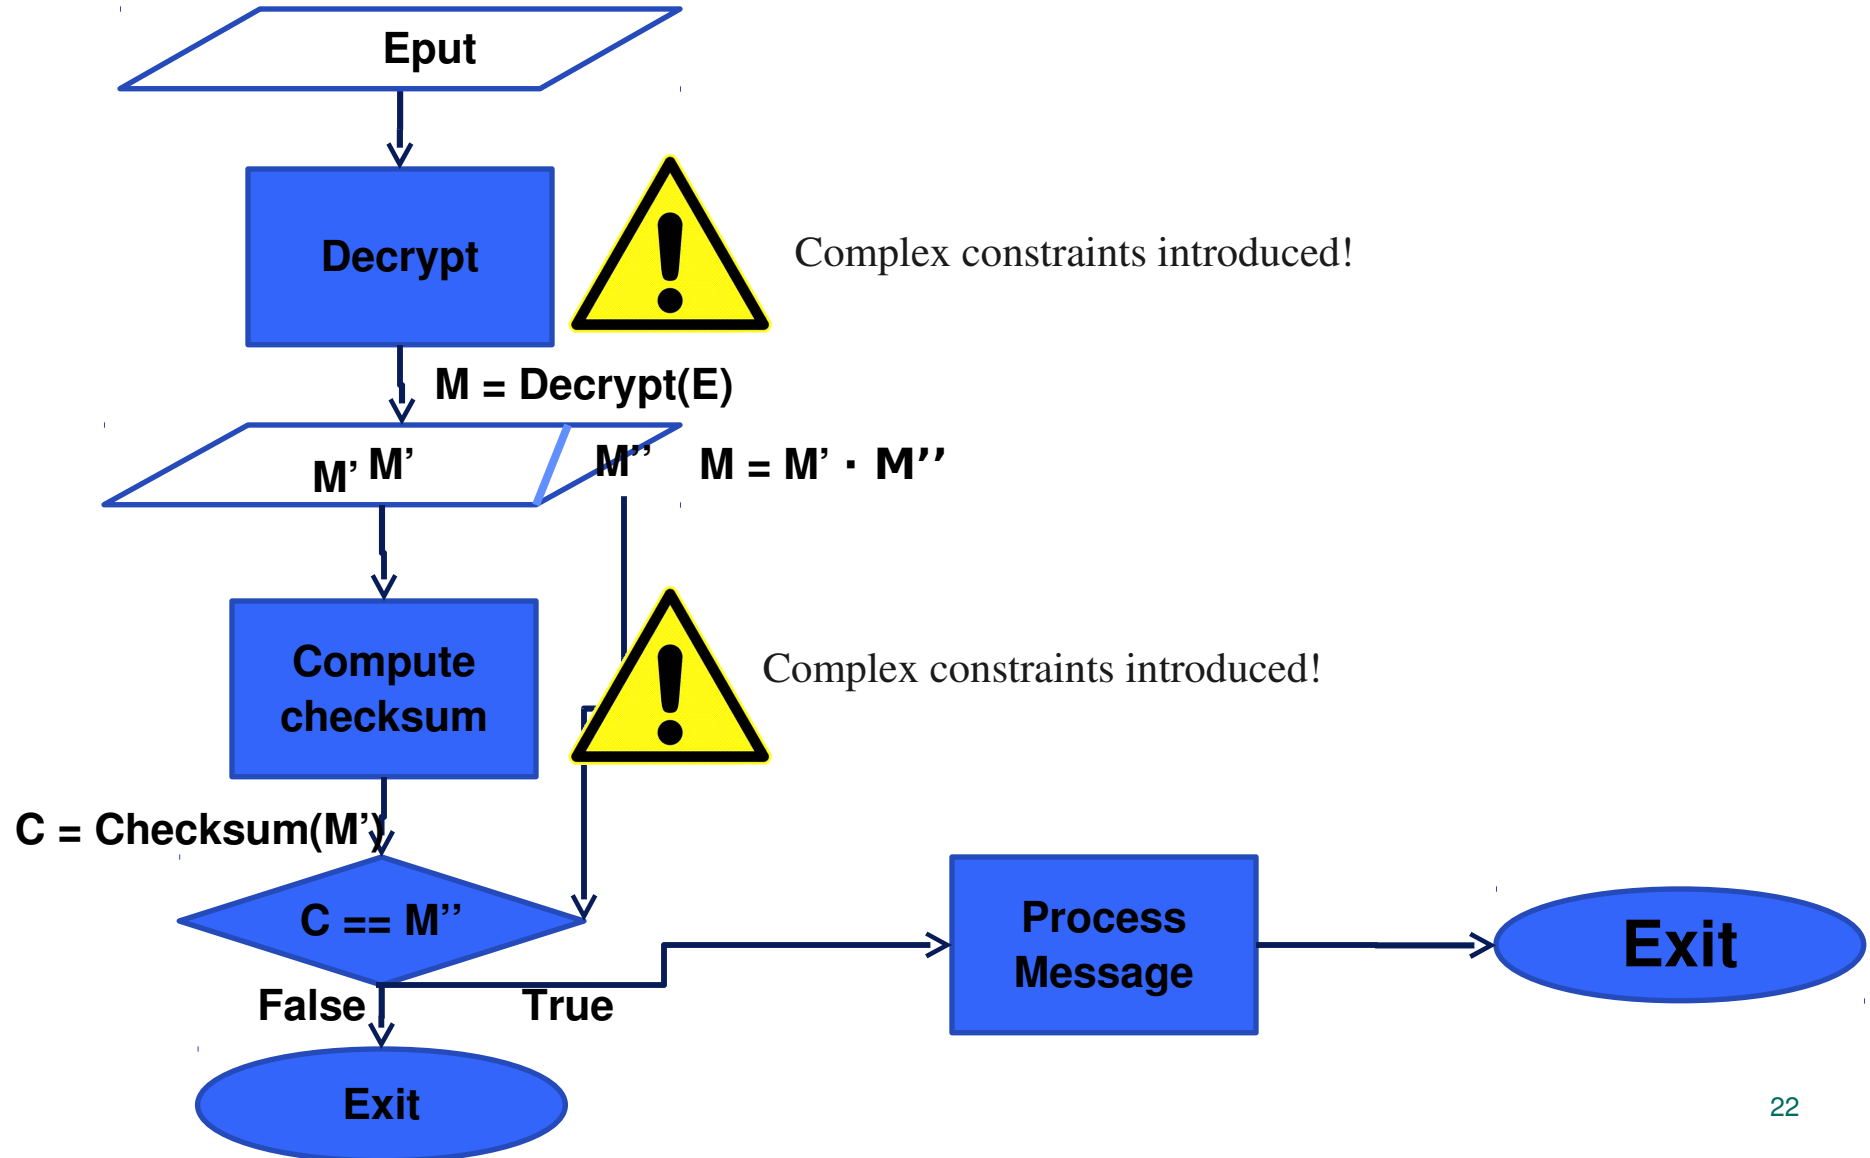 Eput
Decrypt
Complex constraints introduced!
M = Decrypt(E)
M’ M’
M’’
M = M’ · M’’
Compute
checksum
Complex constraints introduced!
C = Checksum(M’)
C == M’’
Process
Message
Exit
False
True
Exit
22